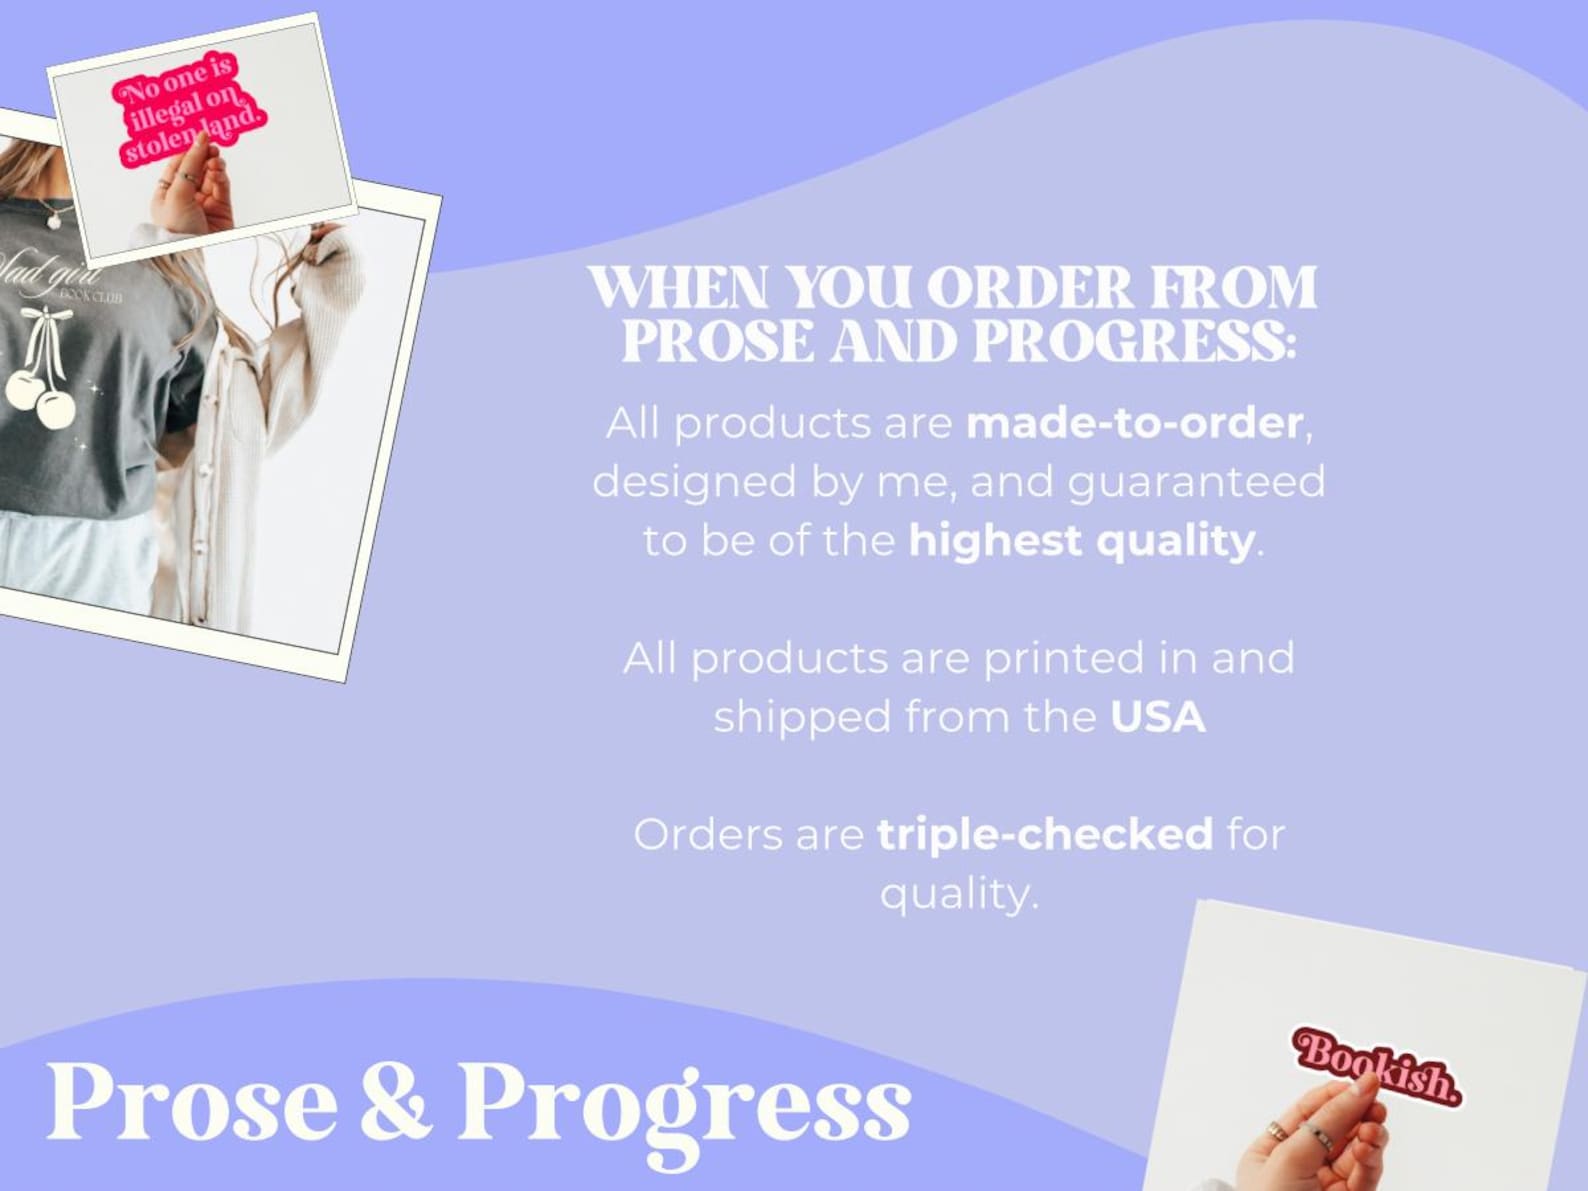 No one is
illegal on
stolen land.
girl
BOOK CLUB
WHEN YOU ORDER FROM
PROSE AND PROGRESS:
All products are made-to-order,
designed by me, and guaranteed
to be of the highest quality.
All products are printed in and
shipped from the USA
Orders are triple-checked for
quality.
Bookish.
Prose & Progress